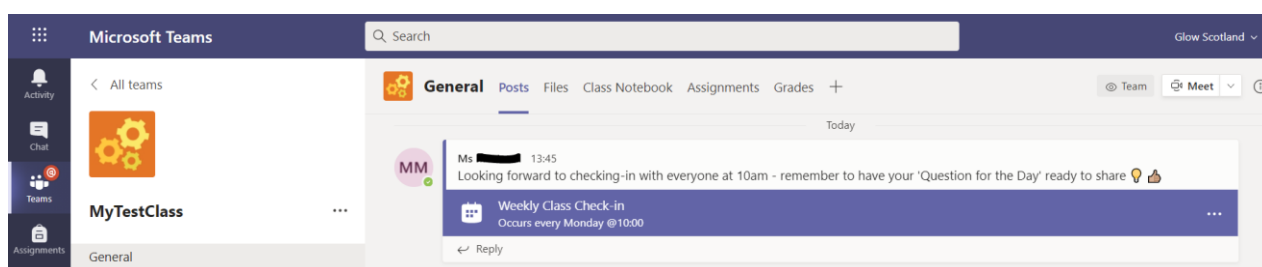 Microsoft Teams
Search
Glow Scotland
Activity
Chat
Teams
Assignments
All teams
MyTestClass
General
General Posts Files Class Notebook Assignments Grades
Team
Meet
Today
MM
Ms 13:45
Looking forward to checking-in with everyone at 10am - remember to have your 'Question for the Day' ready to share 💡 👍🏽
Weekly Class Check-in
Occurs every Monday @10:00
Reply